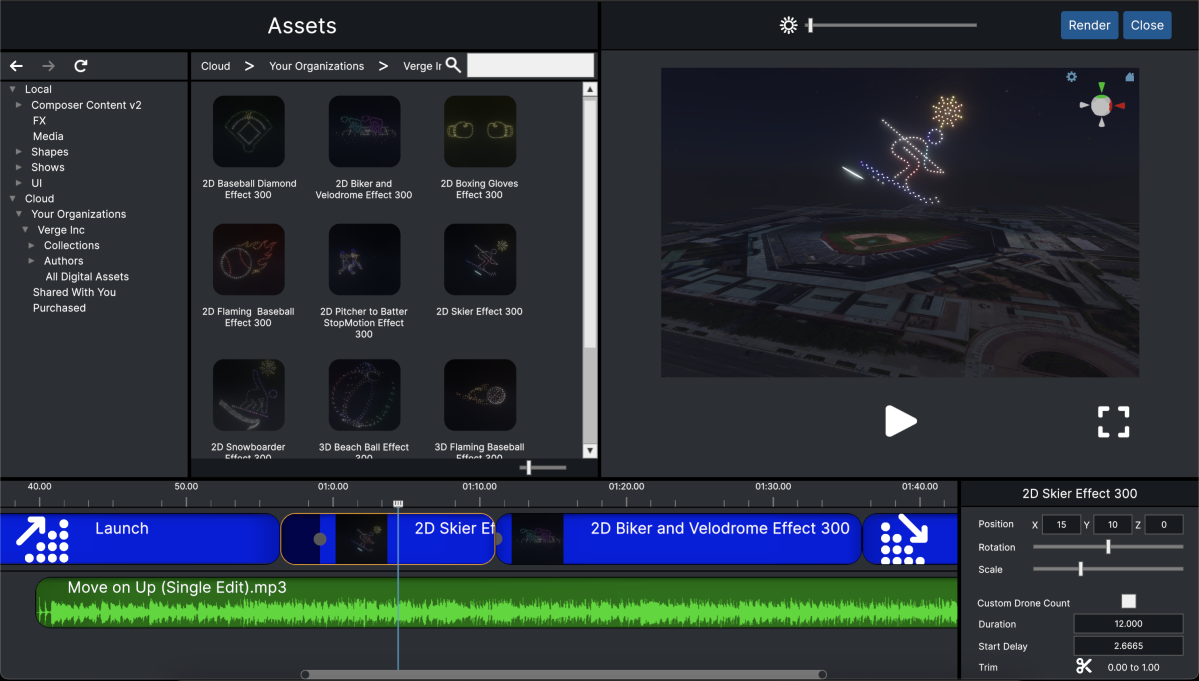 Assets
Render
Close
Cloud > Your Organizations > Verge In
Local
Composer Content v2
FX
Media
Shapes
Shows
UI
Cloud
Your Organizations
Verge Inc
Collections
Authors
All Digital Assets
Shared With You
Purchased
2D Baseball Diamond
Effect 300
2D Biker and
Velodrome Effect 300
2D Boxing Gloves
Effect 300
2D Flaming Baseball
Effect 300
2D Pitcher to Batter
StopMotion Effect
300
2D Skier Effect 300
2D Snowboarder
Effect 300
3D Beach Ball Effect
300
3D Flaming Baseball
Effect 300
40.00
50.00
01:0.00
01:10.00
01:20.00
01:30.00
01:40.00
Launch
2D Skier Ef
2D Biker and Velodrome Effect 300
Move on Up (Single Edit).mp3
2D Skier Effect 300
Position X 15 Y 10 Z 0
Rotation
Scale
Custom Drone Count
Duration 12.000
Start Delay 2.6665
Trim 0.00 to 1.00